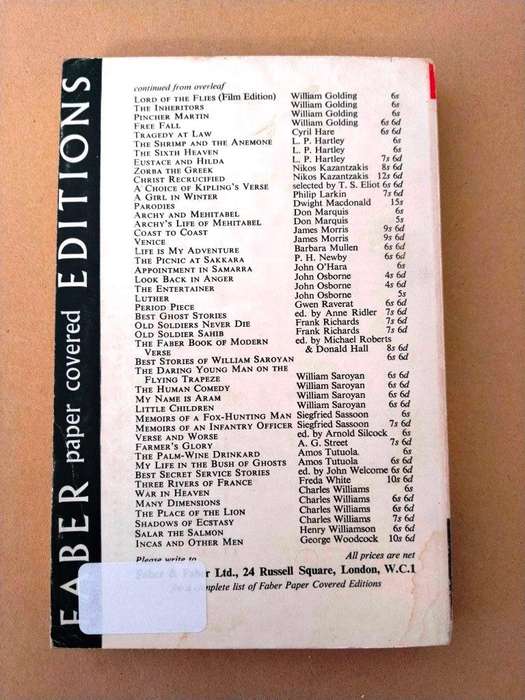 FABER paper covered EDITIONS
continued from overleaf
LORD OF THE FLIES (Film Edition) William Golding 6s
THE INHERITORS William Golding 6s
PINCHER MARTIN William Golding 6s
FREE FALL William Golding 6s 6d
TRAGEDY AT LAW Cyril Hare 6s 6d
THE SHRIMP AND THE ANEMONE L. P. Hartley 6s
THE SIXTH HEAVEN L. P. Hartley 6s
EUSTACE AND HILDA L. P. Hartley 7s 6d
ZORBA THE GREEK Nikos Kazantzakis 8s 6d
CHRIST RECRUCIFIED Nikos Kazantzakis 12s 6d
A CHOICE OF KIPLING'S VERSE selected by T. S. Eliot 6s 6d
A GIRL IN WINTER Philip Larkin 7s 6d
PARODIES Dwight Macdonald 15s
ARCHY AND MEHITABEL Don Marquis 6s
ARCHY'S LIFE OF MEHITABEL Don Marquis 5s
COAST TO COAST James Morris 9s 6d
VENICE James Morris 9s 6d
LIFE IS MY ADVENTURE Barbara Mullen 6s 6d
THE PICNIC AT SAKKARA P. H. Newby 6s 6d
APPOINTMENT IN SAMARRA John O'Hara 6s
LOOK BACK IN ANGER John Osborne 4s 6d
THE ENTERTAINER John Osborne 4s 6d
LUTHER John Osborne 5s
PERIOD PIECE Gwen Raverat 6s 6d
BEST GHOST STORIES ed. by Anne Ridler 7s 6d
OLD SOLDIERS NEVER DIE Frank Richards 7s 6d
OLD SOLDIER SAHIB Frank Richards 7s 6d
THE FABER BOOK OF MODERN ed. by Michael Roberts
VERSE & Donald Hall 8s 6d
BEST STORIES OF WILLIAM SAROYAN 6s 6d
THE DARING YOUNG MAN ON THE
FLYING TRAPEZE William Saroyan 6s 6d
THE HUMAN COMEDY William Saroyan 6s 6d
MY NAME IS ARAM William Saroyan 6s 6d
LITTLE CHILDREN William Saroyan 6s 6d
MEMOIRS OF A FOX-HUNTING MAN Siegfried Sassoon 6s
MEMOIRS OF AN INFANTRY OFFICER Siegfried Sassoon 7s 6d
VERSE AND WORSE ed. by Arnold Silcock 6s
FARMER'S GLORY A. G. Street 7s 6d
THE PALM-WINE DRINKARD Amos Tutuola. 6s
MY LIFE IN THE BUSH OF GHOSTS Amos Tutuola 6s 6d
BEST SECRET SERVICE STORIES ed. by John Welcome 6s 6d
THREE RIVERS OF FRANCE Freda White 10s 6d
WAR IN HEAVEN Charles Williams 6s
MANY DIMENSIONS Charles Williams 6s 6d
THE PLACE OF THE LION Charles Williams 6s 6d
SHADOWS OF ECSTASY Charles Williams 7s 6d
SALAR THE SALMON Henry Williamson 6s 6d
INCAS AND OTHER MEN George Woodcock 10s 6d
Please write to All prices are net
Faber & Faber Ltd., 24 Russell Square, London, W.C.1
for a complete list of Faber Paper Covered Editions